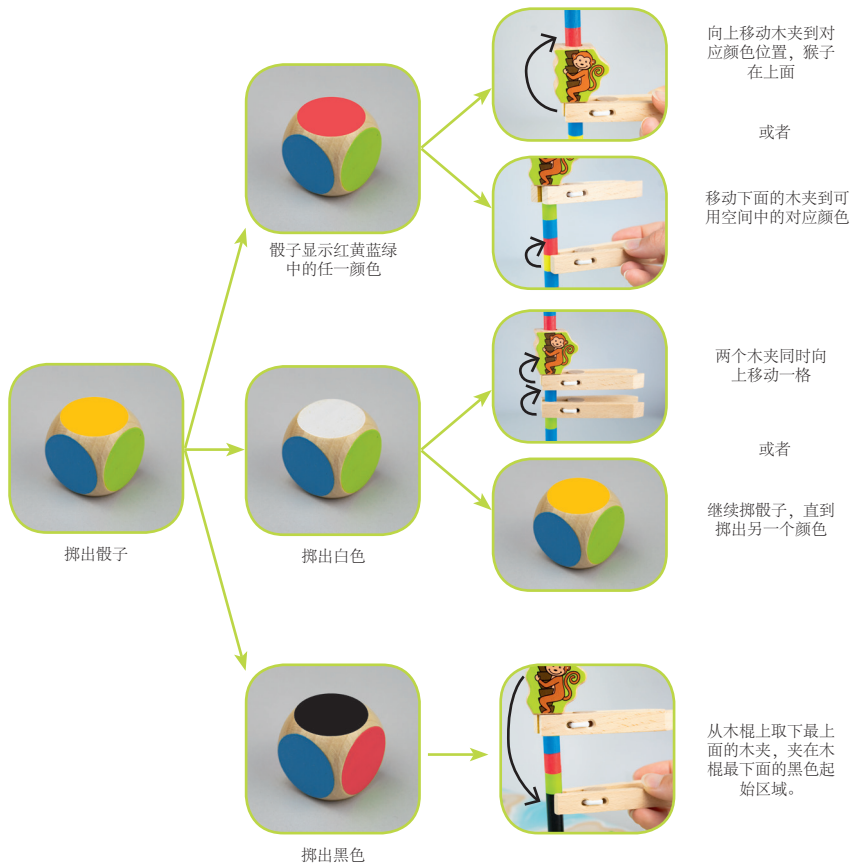 向上移动木夹到对
应颜色位置，猴子
在上面
或者
移动下面的木夹到可
用空间中的对应颜色
骰子显示红黄蓝绿
中的任一颜色
两个木夹同时向
上移动一格
或者
继续掷骰子，直到
掷出另一个颜色
掷出骰子
掷出白色
从木棍上取下最上
面的木夹，夹在木
棍最下面的黑色起
始区域。
掷出黑色